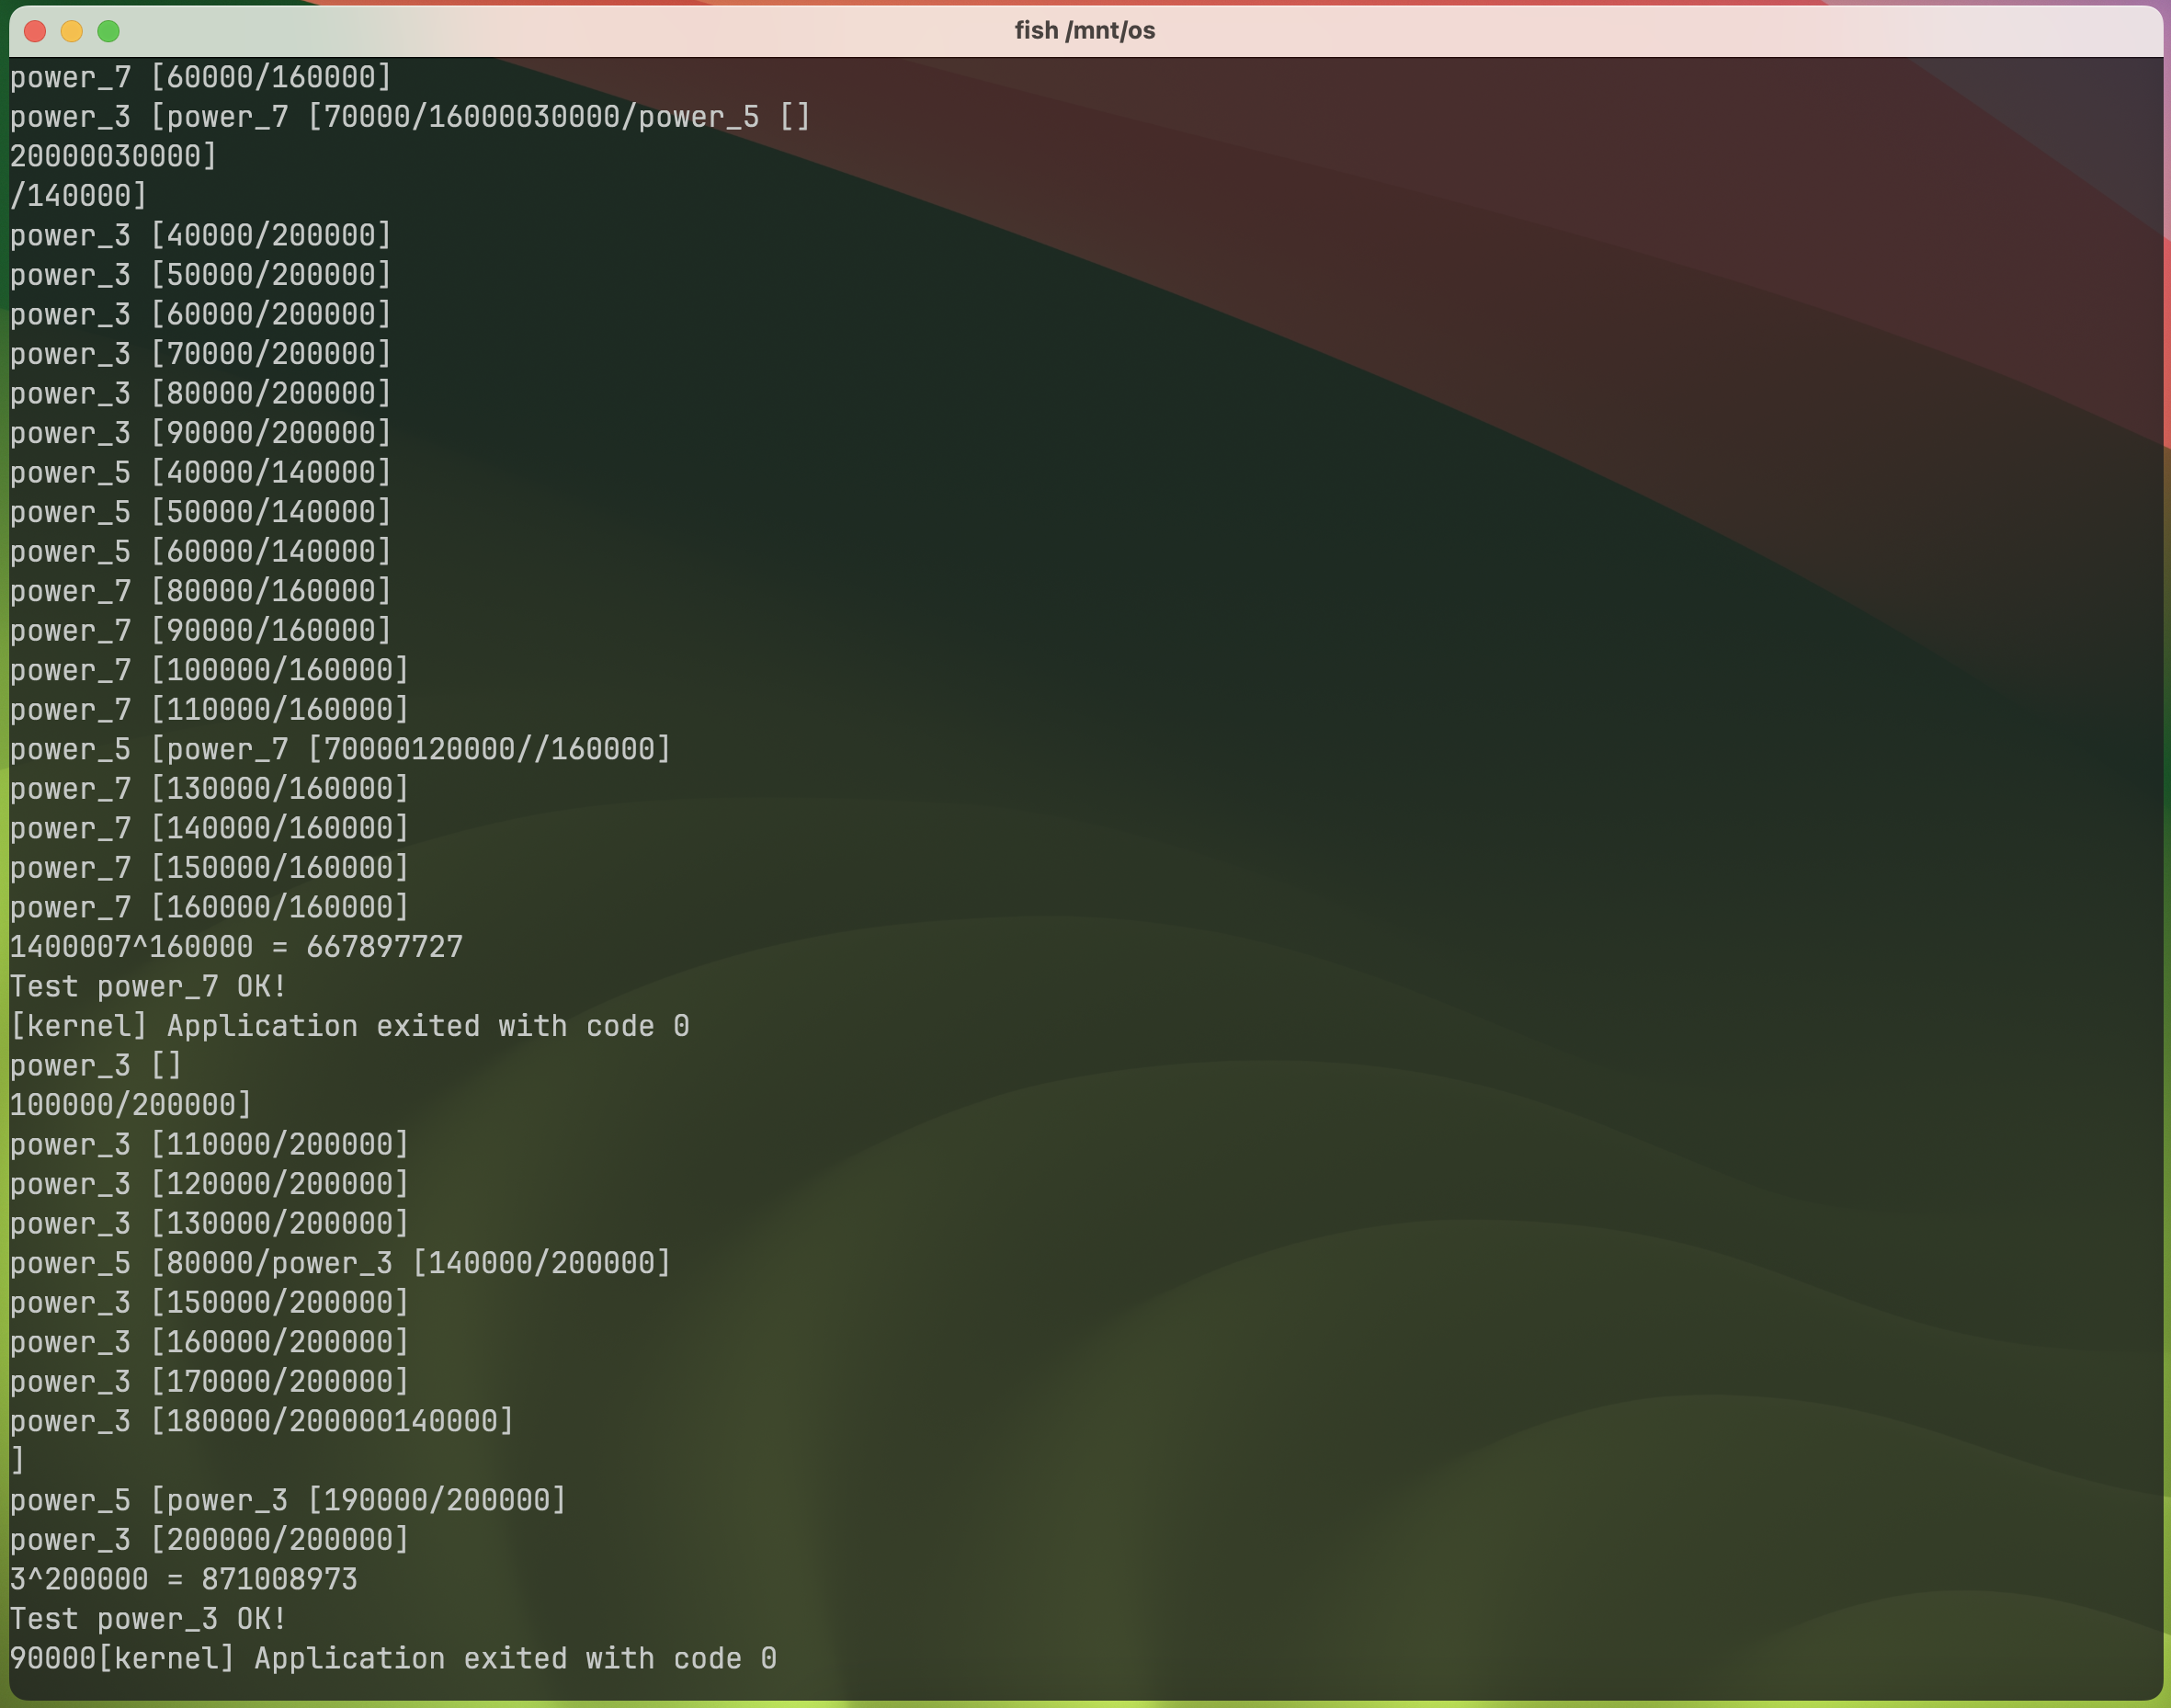 fish /mnt/os
power_7 [60000/160000]
power_3 [power_7 [70000/16000030000/power_5 []
20000030000]
/140000]
power_3 [40000/200000]
power_3 [50000/200000]
power_3 [60000/200000]
power_3 [70000/200000]
power_3 [80000/200000]
power_3 [90000/200000]
power_5 [40000/140000]
power_5 [50000/140000]
power_5 [60000/140000]
power_7 [80000/160000]
power_7 [90000/160000]
power_7 [100000/160000]
power_7 [110000/160000]
power_5 [power_7 [70000120000//160000]
power_7 [130000/160000]
power_7 [140000/160000]
power_7 [150000/160000]
power_7 [160000/160000]
1400007^160000 = 667897727
Test power_7 OK!
[kernel] Application exited with code 0
power_3 []
100000/200000]
power_3 [110000/200000]
power_3 [120000/200000]
power_3 [130000/200000]
power_5 [80000/power_3 [140000/200000]
power_3 [150000/200000]
power_3 [160000/200000]
power_3 [170000/200000]
power_3 [180000/200000140000]
]
power_5 [power_3 [190000/200000]
power_3 [200000/200000]
3^200000 = 871008973
Test power_3 OK!
90000[kernel] Application exited with code 0